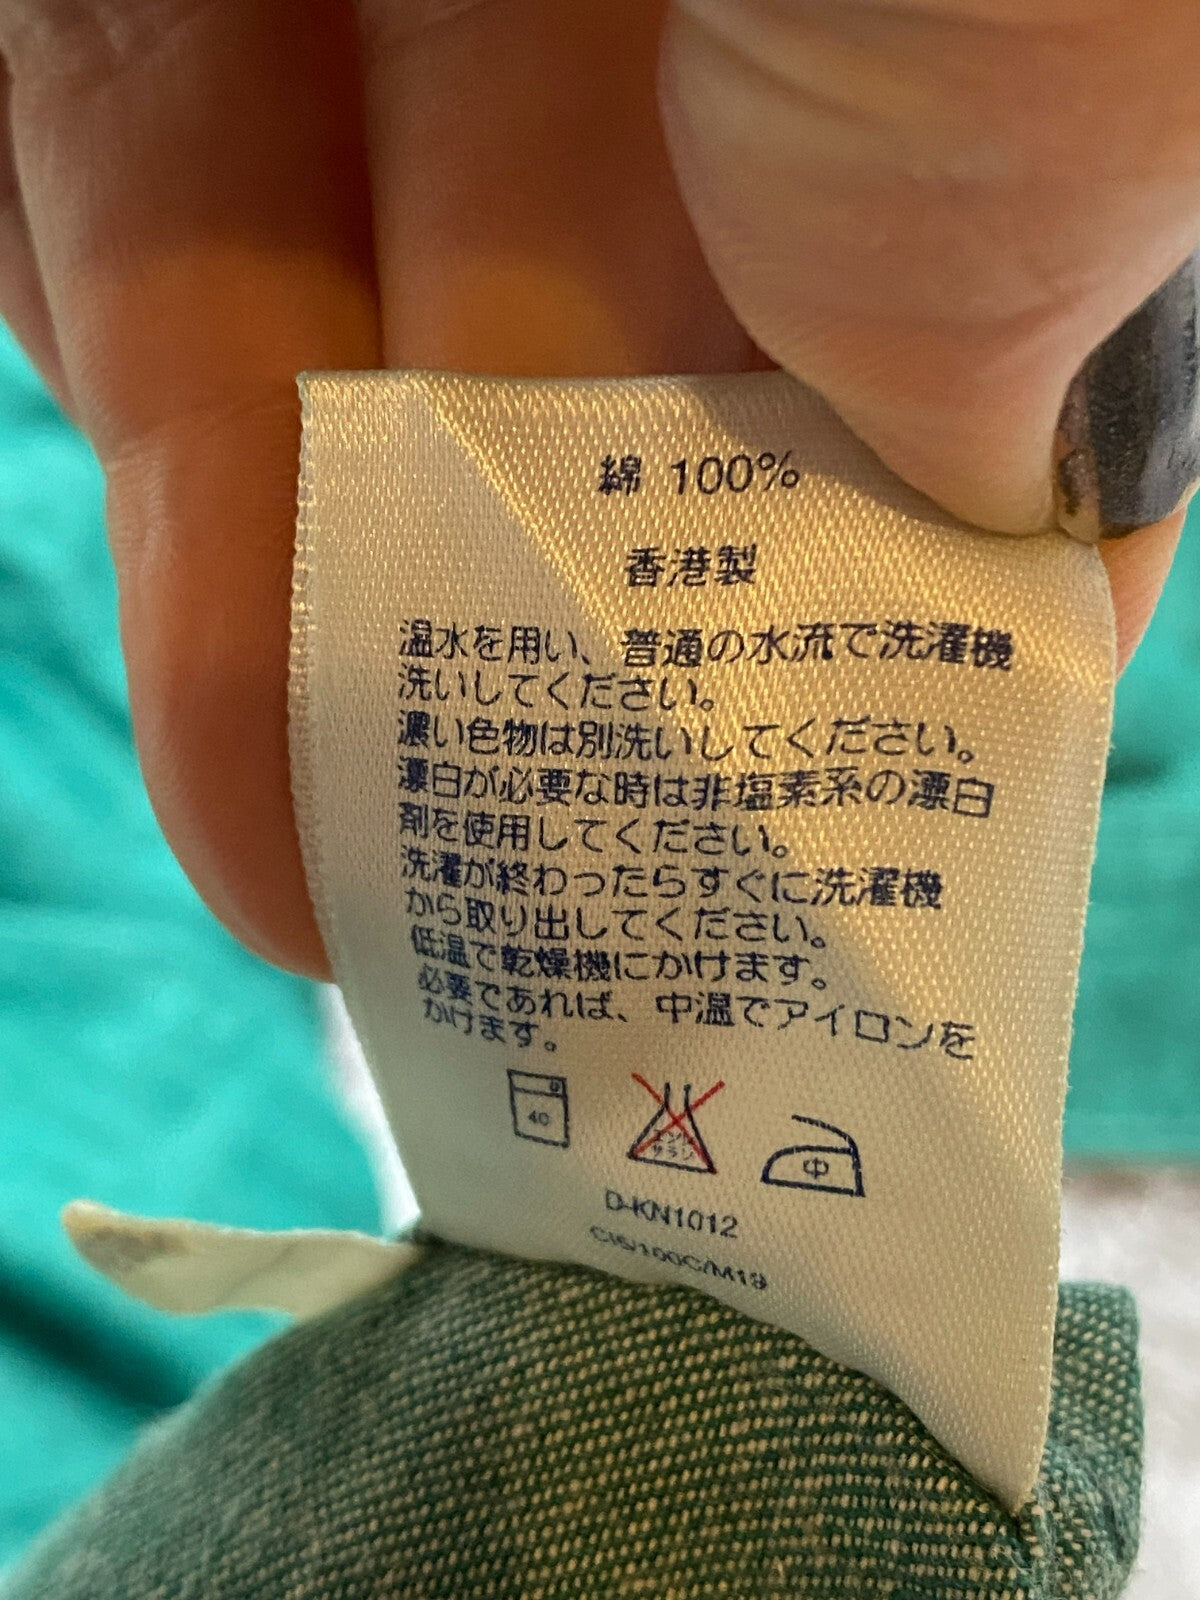 綿 100%
香港製
温水を用い、普通の水流で洗濯機
洗いしてください。
濃い色物は別洗いしてください。
漂白が必要な時は非塩素系の漂白
剤を使用してください。
洗濯が終わったらすぐに洗濯機
から取り出してください。
低温で乾燥機にかけます。
必要であれば、中温でアイロンを
かけます。
40
エンソ
サラシ
中
D-KN1012